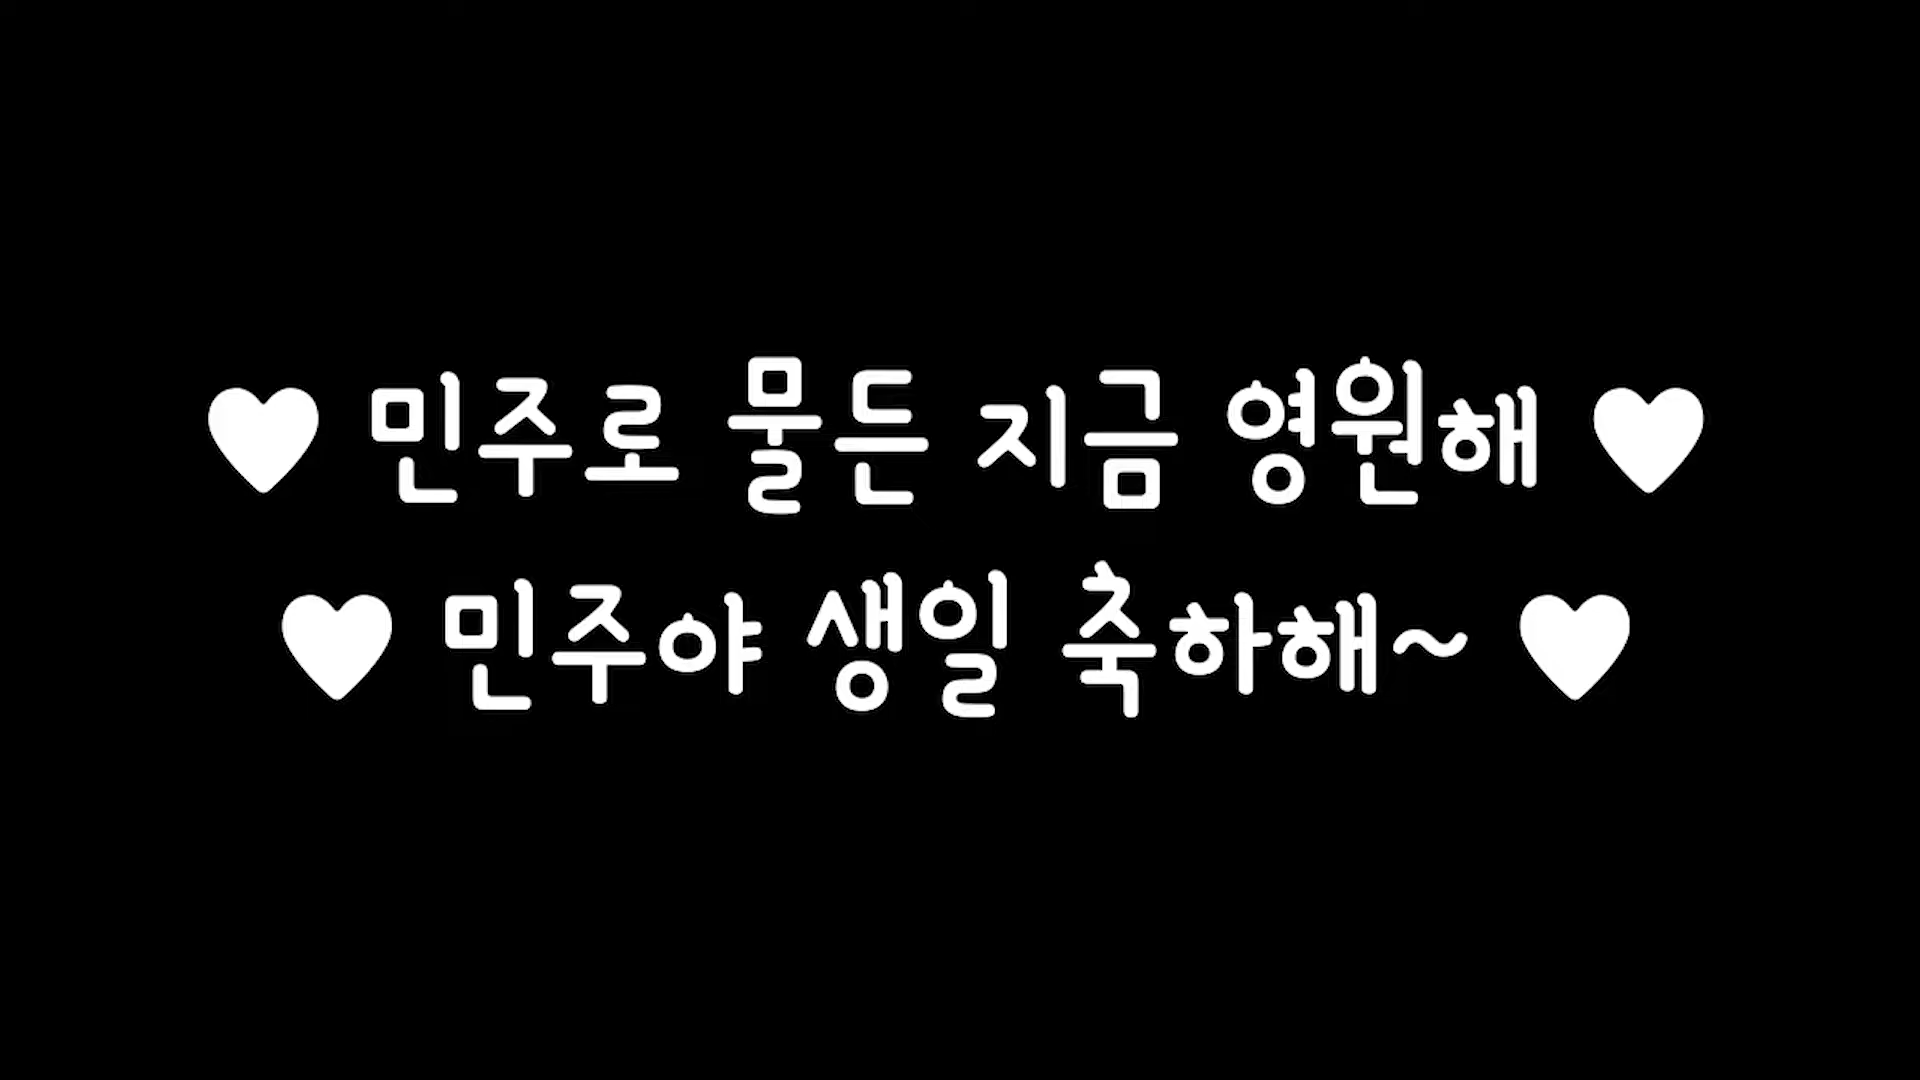 ♥ 민주로 물든 지금 영원해 ♥
♥ 민주야 생일 축하해~ ♥